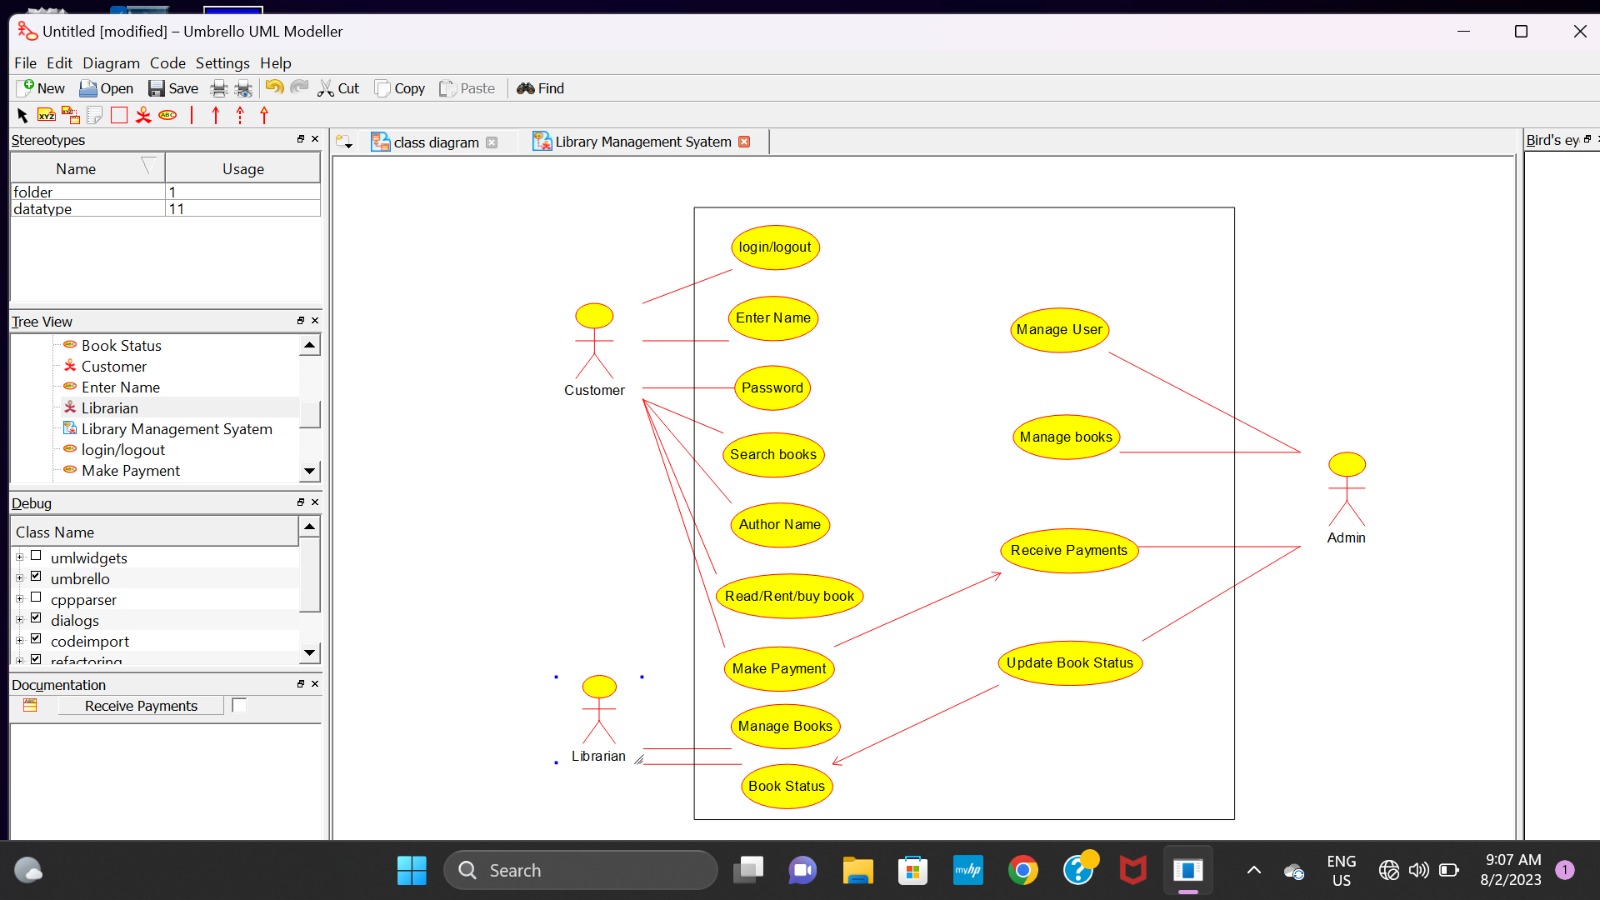 Untitled [modified] – Umbrello UML Modeller
File Edit Diagram Code Settings Help
New Open Save Cut Copy Paste Find
Stereotypes
Name Usage
folder 1
datatype 11
Tree View
Book Status
Customer
Enter Name
Librarian
Library Management Syatem
login/logout
Make Payment
Debug
Class Name
umlwidgets
umbrello
cppparser
dialogs
codeimport
refactoring
Documentation
Receive Payments
class diagram
Library Management Syatem
Bird's ey
login/logout
Enter Name
Customer
Password
Search books
Author Name
Read/Rent/buy book
Make Payment
Manage Books
Librarian
Book Status
Manage User
Manage books
Receive Payments
Update Book Status
Admin
Search
myhp
ENG
US
9:07 AM
8/2/2023
1